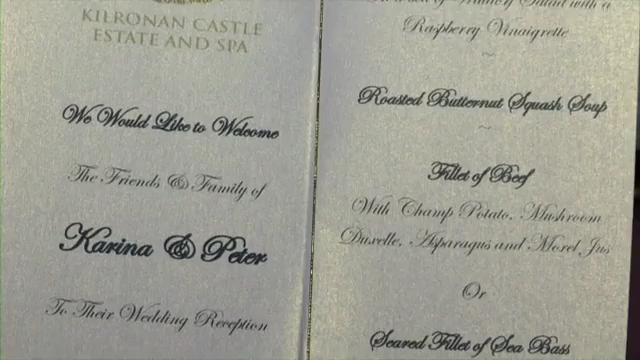 KILRONAN CASTLE
ESTATE AND SPA
We Would Like to Welcome
The Friends & Family of
Karina & Peter
To Their Wedding Reception
Salad with a
Raspberry Vinaigrette
~
Roasted Butternut Squash Soup
~
Fillet of Beef
With Champ Potato, Mushroom
Duxelle, Asparagus and Morel Jus
Or
Seared Fillet of Sea Bass